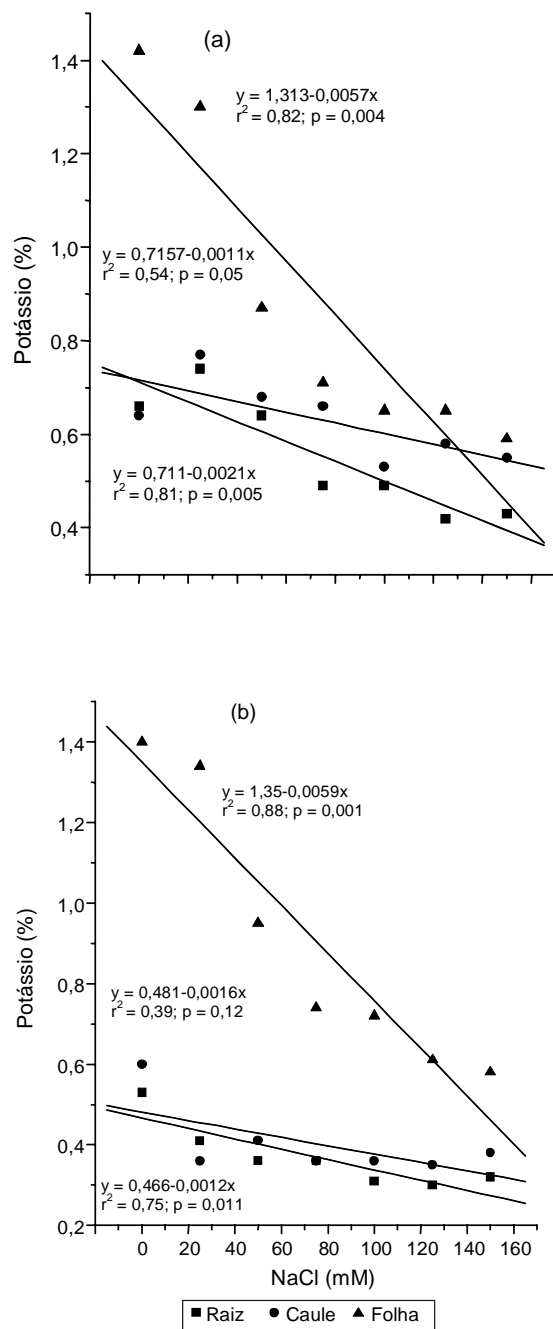 (a)
1,4
y = 1,313-0,0057x
r² = 0,82; p = 0,004
1,2
1,0
y = 0,7157-0,0011x
r² = 0,54; p = 0,05
Potássio (%)
0,8
0,6
y = 0,711-0,0021x
r² = 0,81; p = 0,005
0,4
(b)
1,4
y = 1,35-0,0059x
r² = 0,88; p = 0,001
1,2
1,0
Potássio (%)
0,8
y = 0,481-0,0016x
r² = 0,39; p = 0,12
0,6
0,4
y = 0,466-0,0012x
r² = 0,75; p = 0,011
0,2
0 20 40 60 80 100 120 140 160
NaCl (mM)
Raiz Caule Folha